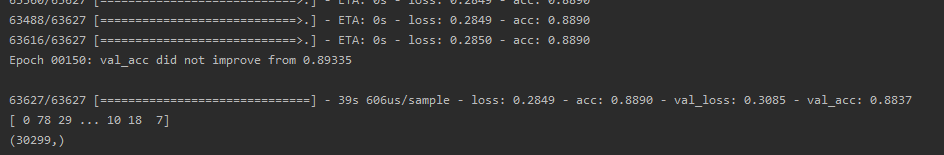 63360/63627 [============================>.] - ETA: 0s - loss: 0.2849 - acc: 0.8890
63488/63627 [============================>.] - ETA: 0s - loss: 0.2849 - acc: 0.8890
63616/63627 [============================>.] - ETA: 0s - loss: 0.2850 - acc: 0.8890
Epoch 00150: val_acc did not improve from 0.89335
63627/63627 [==============================] - 39s 606us/sample - loss: 0.2849 - acc: 0.8890 - val_loss: 0.3085 - val_acc: 0.8837
[ 0 78 29 ... 10 18  7]
(30299,)